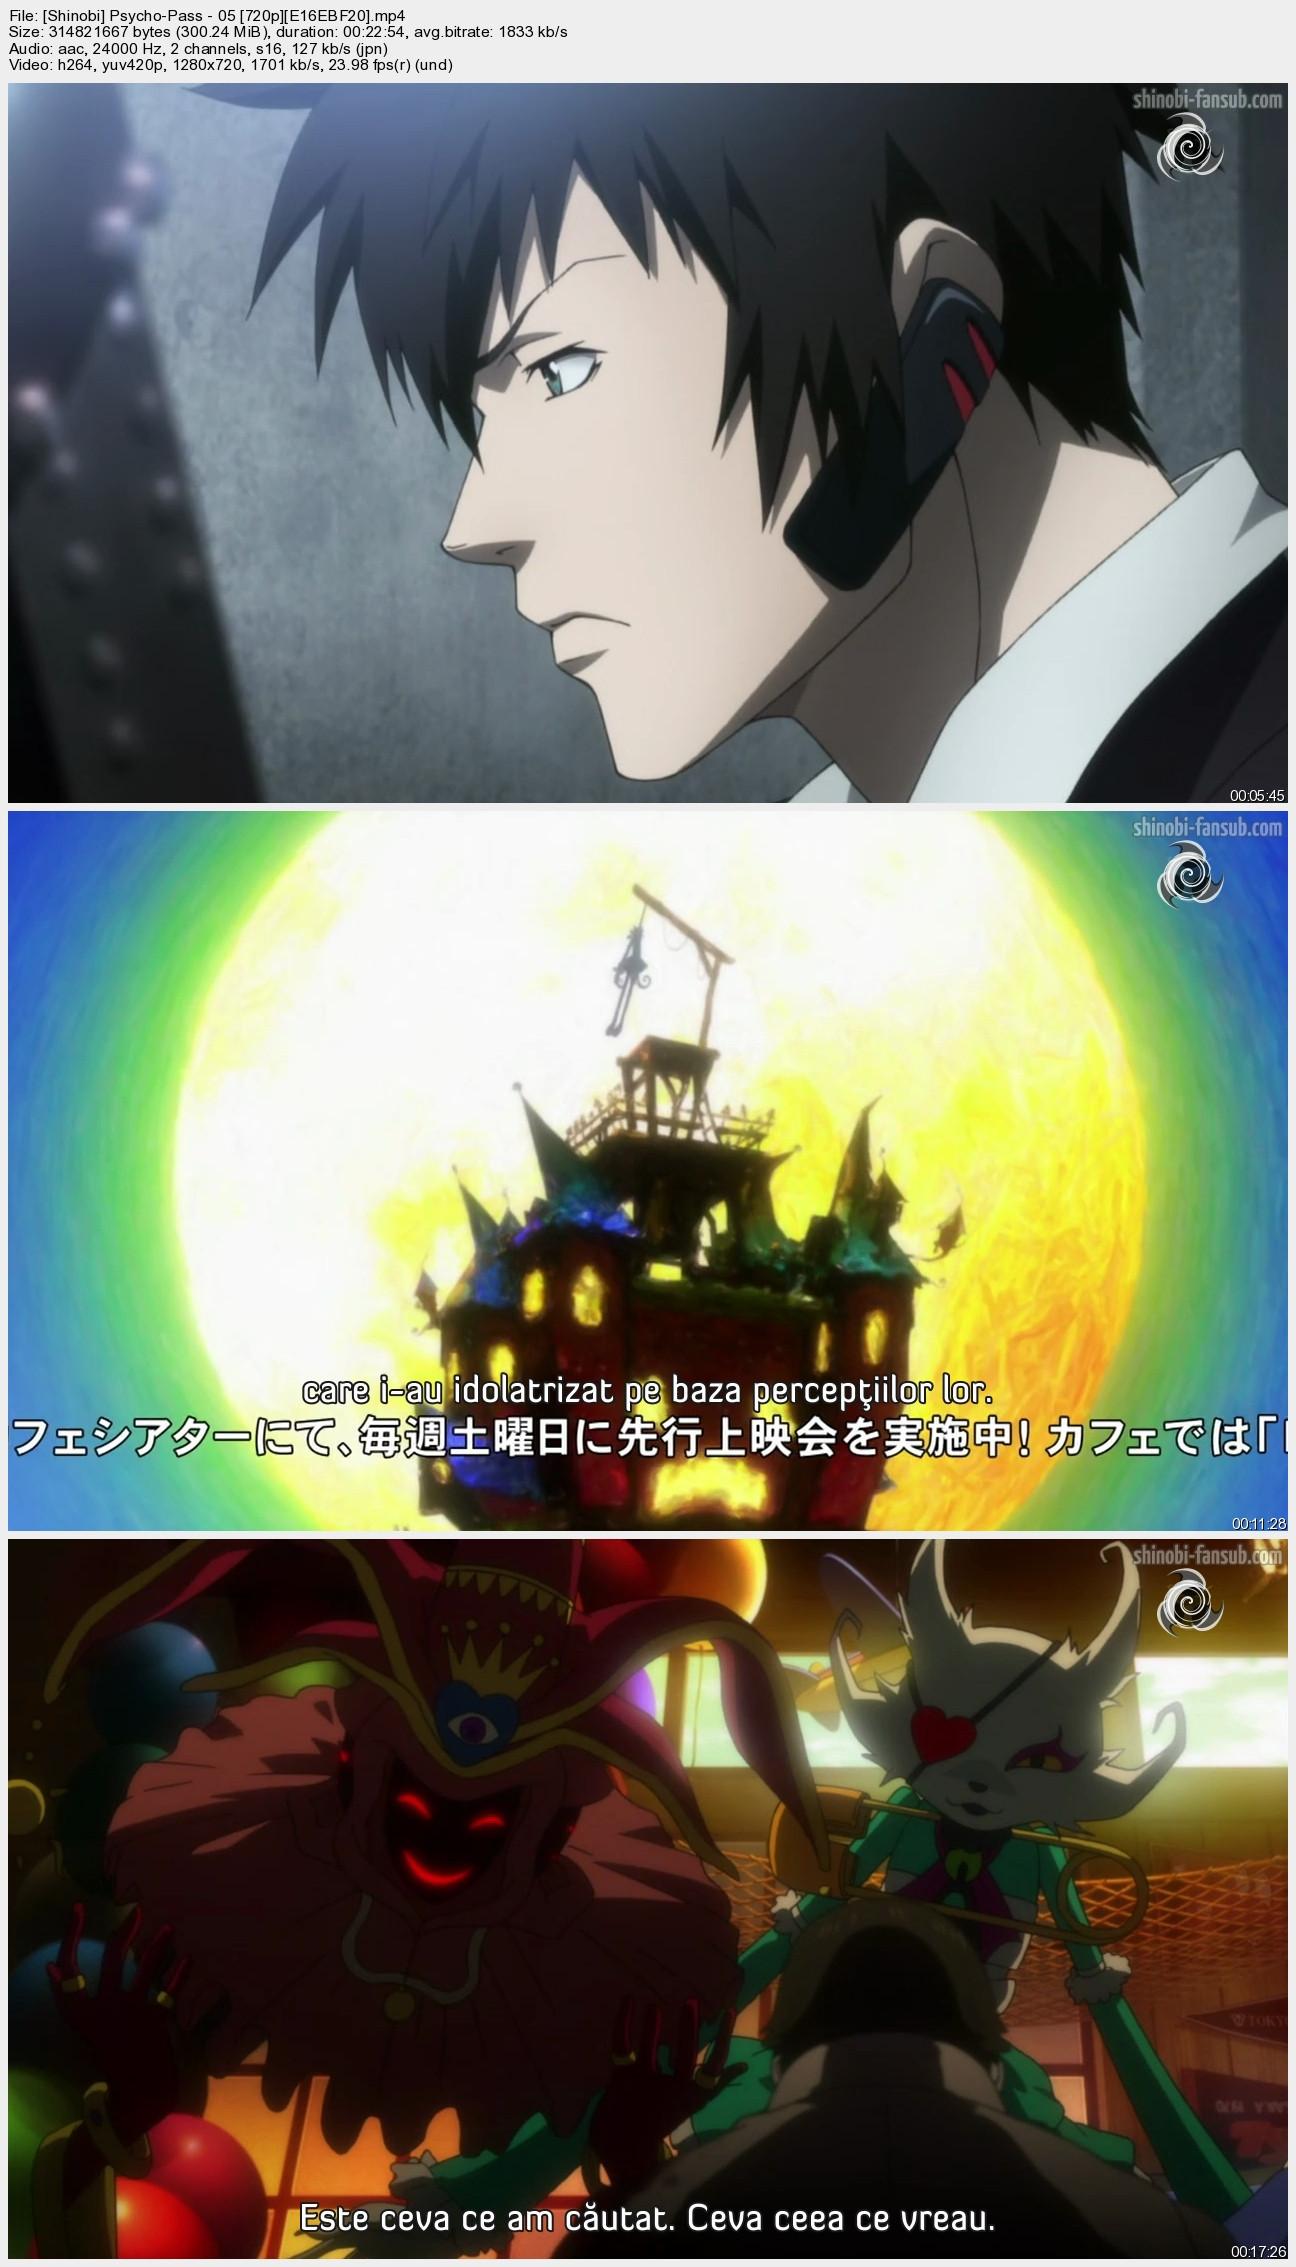 File: [Shinobi] Psycho-Pass - 05 [720p][E16EBF20].mp4
Size: 314821667 bytes (300.24 MiB), duration: 00:22:54, avg.bitrate: 1833 kb/s
Audio: aac, 24000 Hz, 2 channels, s16, 127 kb/s (jpn)
Video: h264, yuv420p, 1280x720, 1701 kb/s, 23.98 fps(r) (und)
shinobi-fansub.com
00:05:45
shinobi-fansub.com
care i-au idolatrizat pe baza percepţiilor lor.
フェシアターにて、毎週土曜日に先行上映会を実施中! カフェでは「
00:11:28
shinobi-fansub.com
Este ceva ce am căutat. Ceva ceea ce vreau.
00:17:26